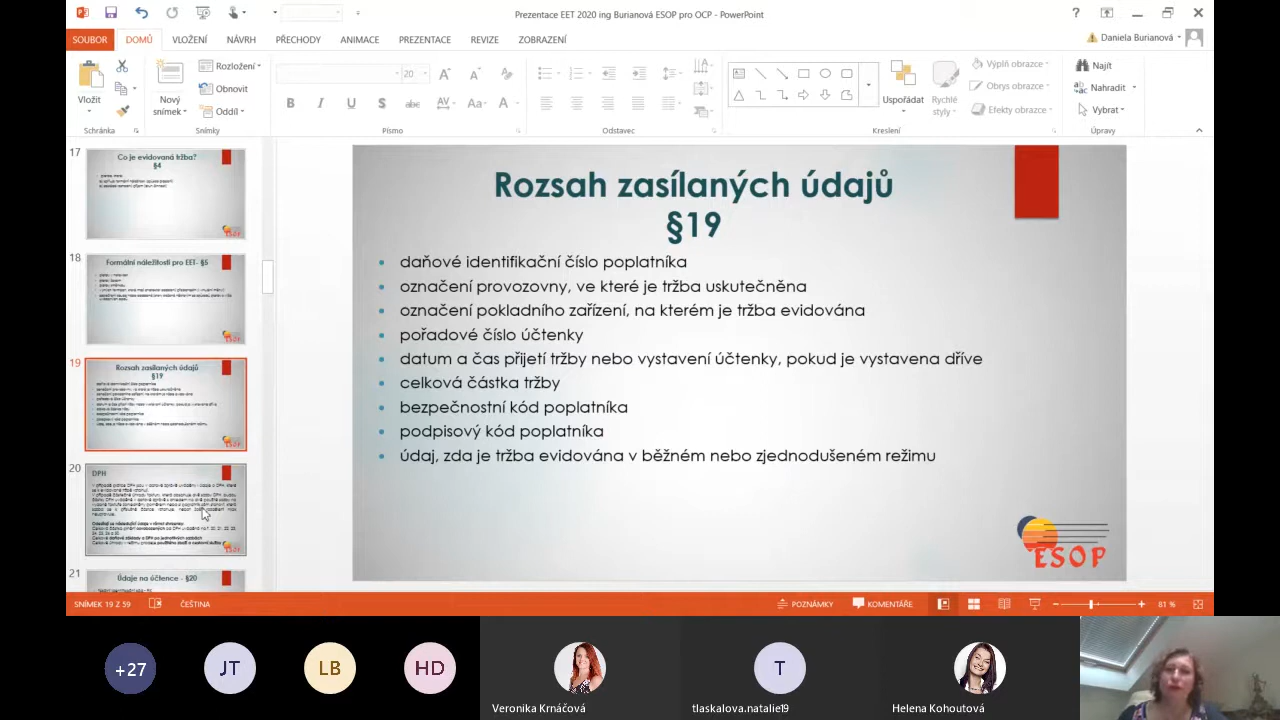 Prezentace EET 2020 ing Burianová ESOP pro OCP - PowerPoint
SOUBOR DOMŮ VLOŽENÍ NÁVRH PŘECHODY ANIMACE PREZENTACE REVIZE ZOBRAZENÍ Daniela Burianová
Vložit
Schránka
Nový snímek
Rozložení
Obnovit
Oddíl
Snímky
20
Písmo
Odstavec
Uspořádat
Rychlé styly
Výplň obrazce
Obrys obrazce
Efekty obrazce
Kreslení
Najít
Nahradit
Vybrat
Úpravy
17
Co je evidovaná tržba?
§4
18
Formální náležitosti pro EET- §5
19
Rozsah zasílaných údajů
§19
20
DPH
21
Údaje na účtence - §20
Rozsah zasílaných údajů
§19
daňové identifikační číslo poplatníka
označení provozovny, ve které je tržba uskutečněna
označení pokladního zařízení, na kterém je tržba evidována
pořadové číslo účtenky
datum a čas přijetí tržby nebo vystavení účtenky, pokud je vystavena dříve
celková částka tržby
bezpečnostní kód poplatníka
podpisový kód poplatníka
údaj, zda je tržba evidována v běžném nebo zjednodušeném režimu
ESOP
SNÍMEK 19 Z 59 ČEŠTINA POZNÁMKY KOMENTÁŘE 81 %
+27 JT LB HD T
Veronika Krnáčová tlaskalova.natalie19 Helena Kohoutová